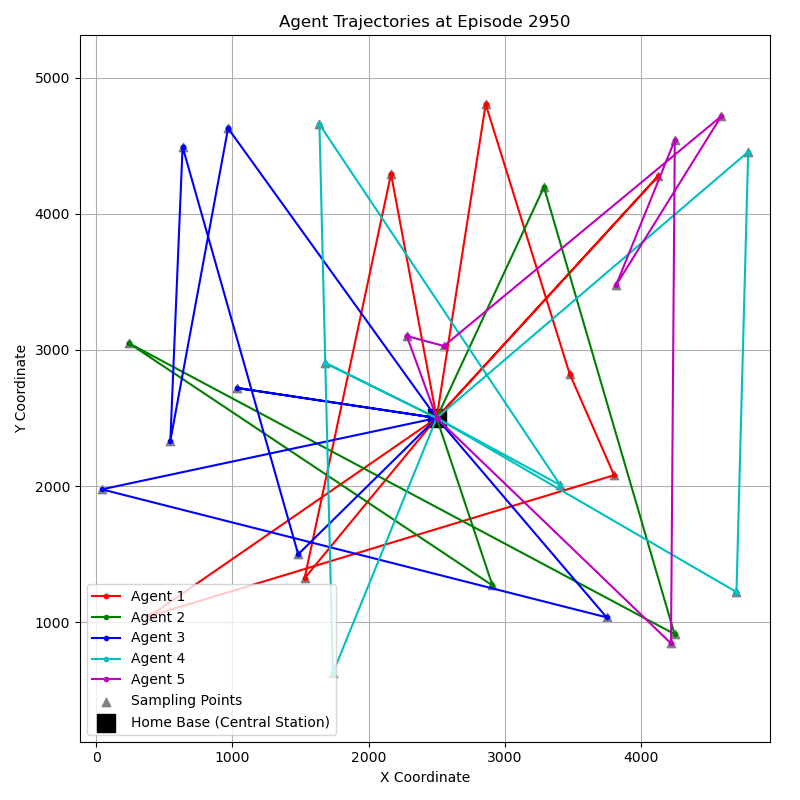 Agent Trajectories at Episode 2950
Y Coordinate
5000
4000
3000
2000
1000
Agent 1
Agent 2
Agent 3
Agent 4
Agent 5
Sampling Points
Home Base (Central Station)
0 1000 2000 3000 4000
X Coordinate